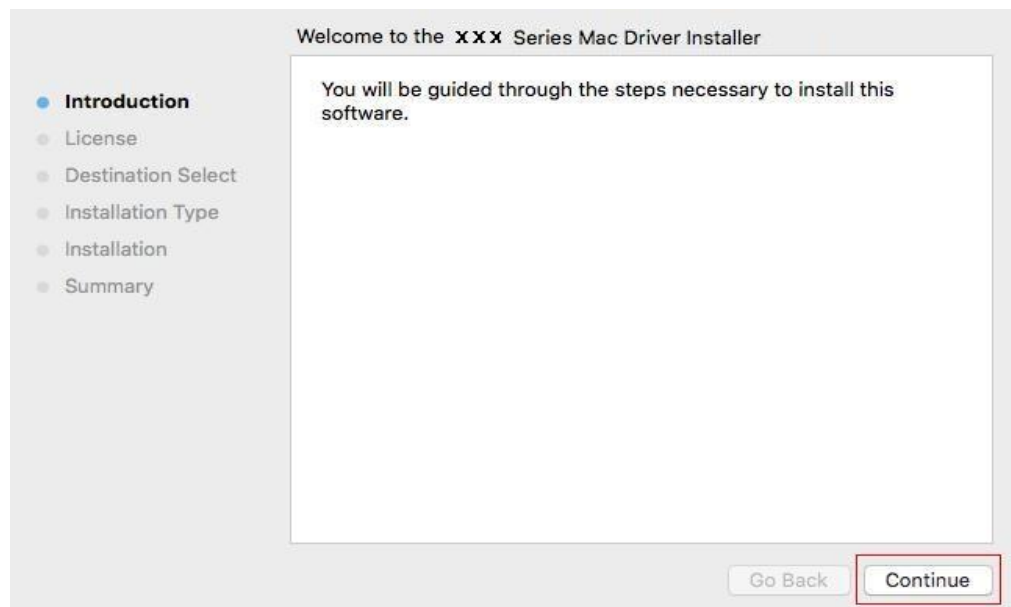 Welcome to the XXX Series Mac Driver Installer
Introduction
License
Destination Select
Installation Type
Installation
Summary
You will be guided through the steps necessary to install this
software.
Go Back
Continue